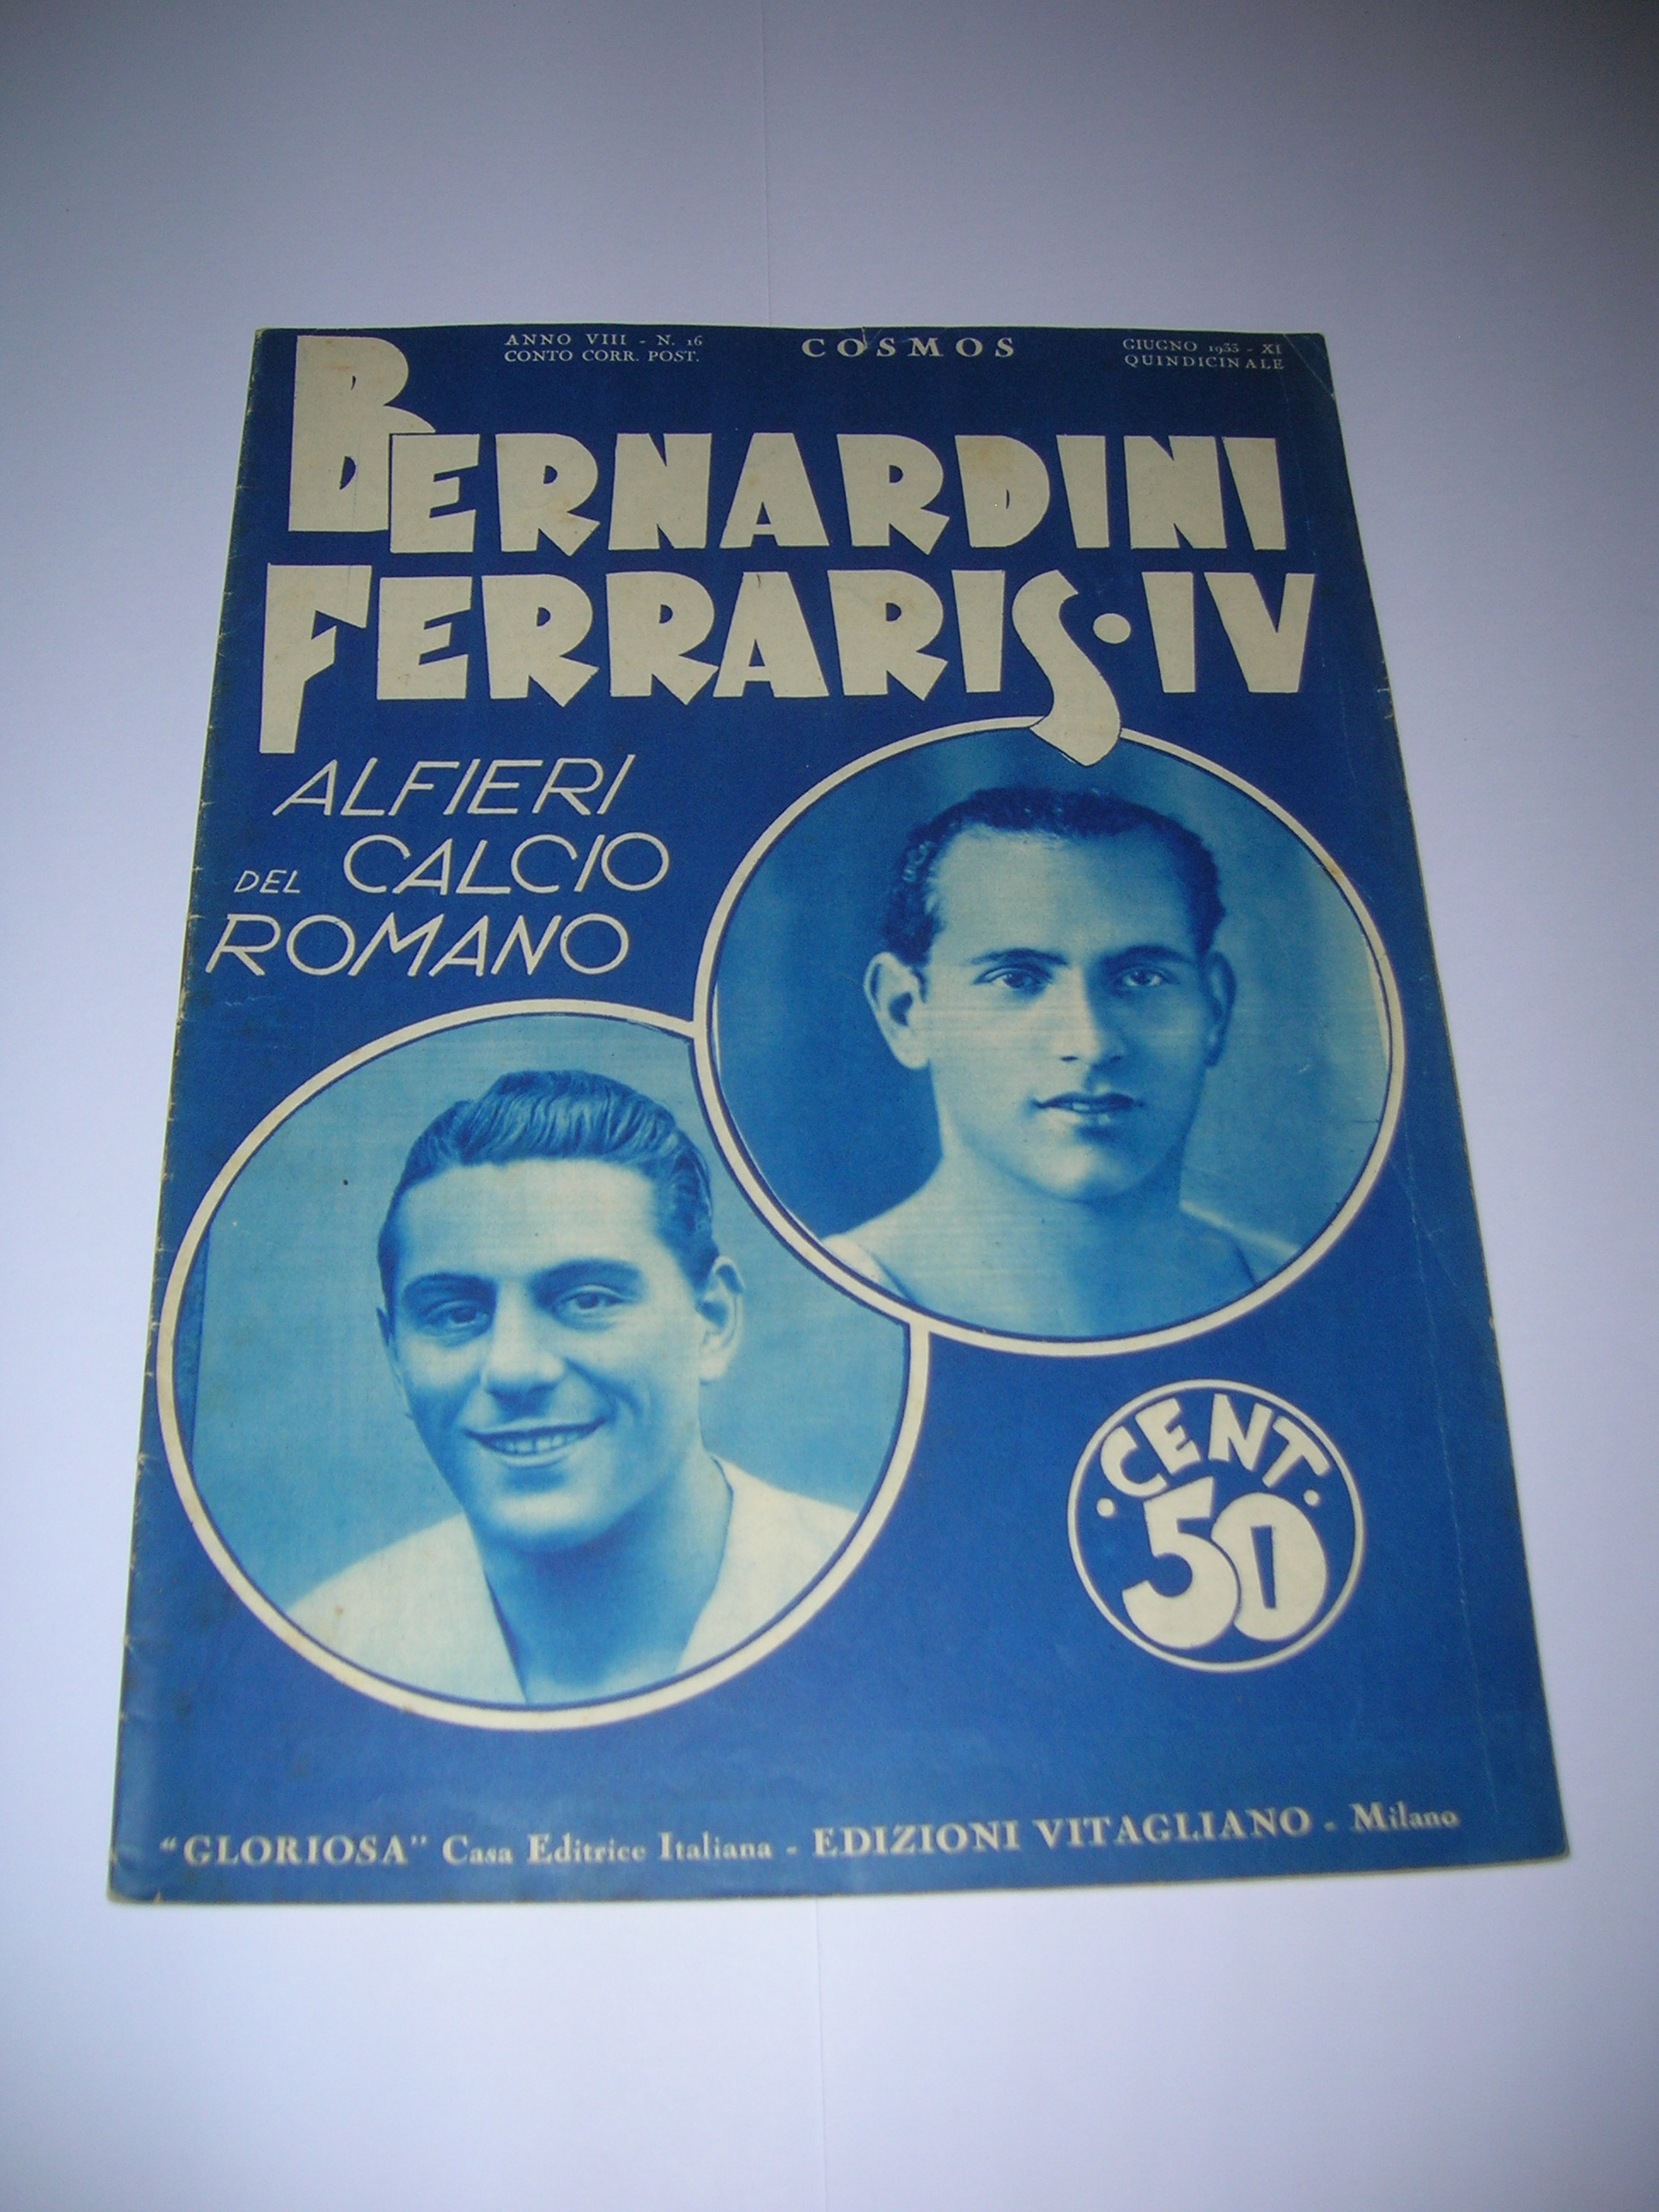 ANNO VIII - N. 16
CONTO CORR. POST.
COSMOS
GIUGNO 1933 - XI
QUINDICINALE
BERNARDINI
FERRARIS·IV
ALFIERI
DEL CALCIO
ROMANO
·CENT·
50
"GLORIOSA" Casa Editrice Italiana - EDIZIONI VITAGLIANO - Milano